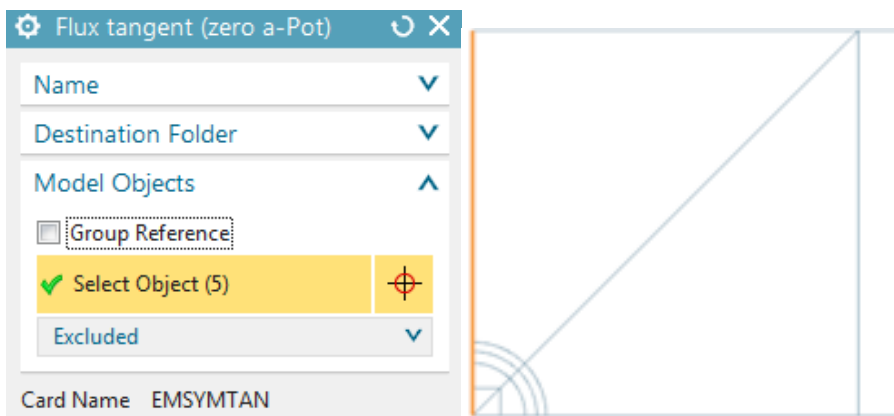 Flux tangent (zero a-Pot)
Name
Destination Folder
Model Objects
Group Reference
Select Object (5)
Excluded
Card Name EMSYMTAN